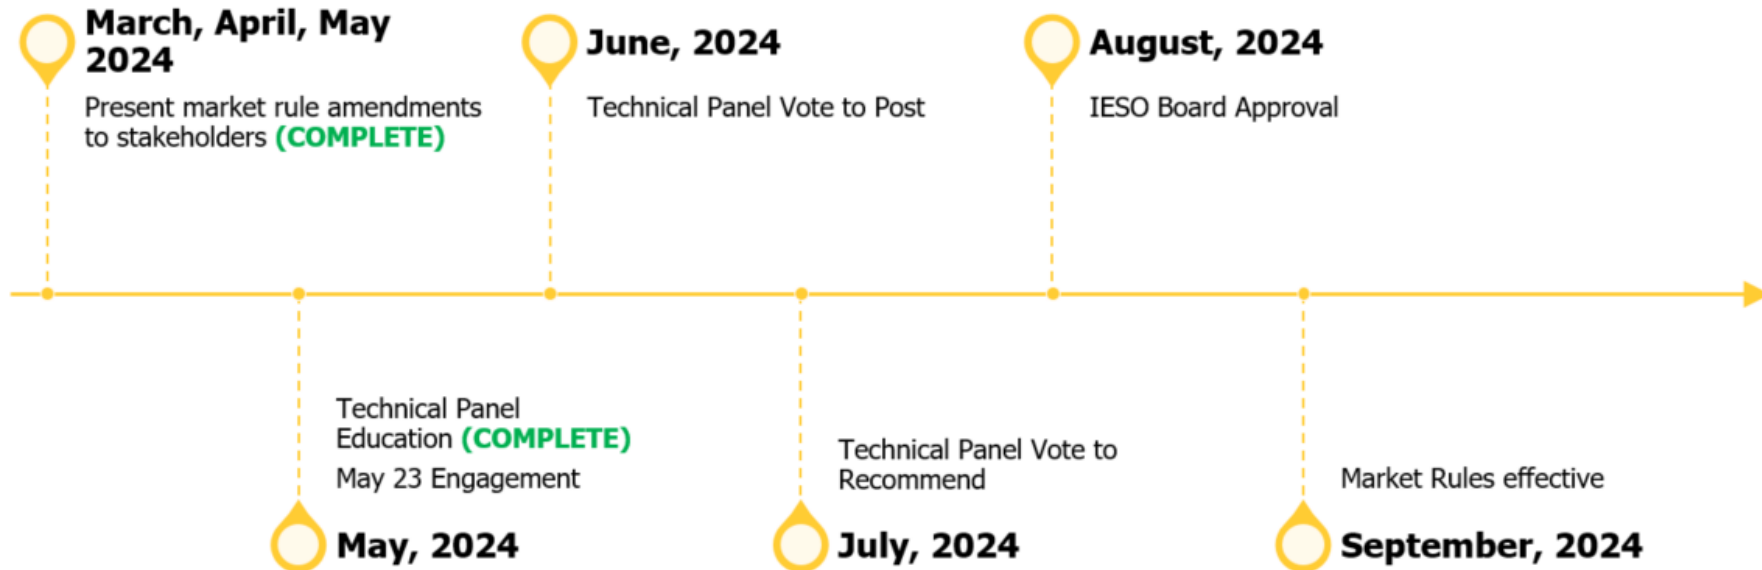 March, April, May
2024
Present market rule amendments
to stakeholders (COMPLETE)
June, 2024
Technical Panel Vote to Post
August, 2024
IESO Board Approval
Technical Panel
Education (COMPLETE)
May 23 Engagement
May, 2024
Technical Panel Vote to
Recommend
July, 2024
Market Rules effective
September, 2024